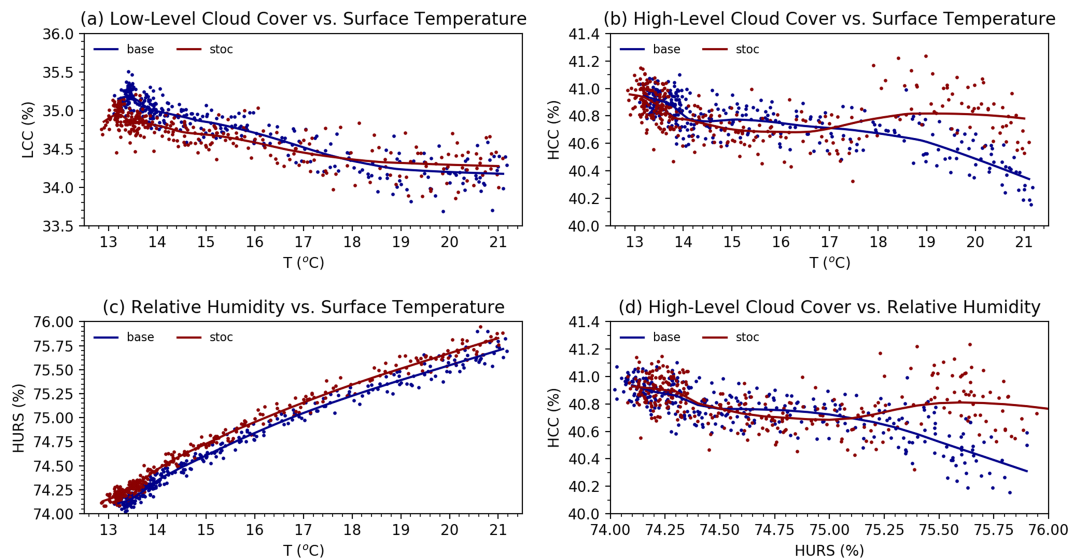 (a) Low-Level Cloud Cover vs. Surface Temperature
36.0
35.5
35.0
34.5
34.0
33.5
LCC (%)
base
stoc
13 14 15 16 17 18 19 20 21
T (°C)
(b) High-Level Cloud Cover vs. Surface Temperature
41.4
41.2
41.0
40.8
40.6
40.4
40.2
40.0
HCC (%)
base
stoc
13 14 15 16 17 18 19 20 21
T (°C)
(c) Relative Humidity vs. Surface Temperature
76.00
75.75
75.50
75.25
75.00
74.75
74.50
74.25
74.00
HURS (%)
base
stoc
13 14 15 16 17 18 19 20 21
T (°C)
(d) High-Level Cloud Cover vs. Relative Humidity
41.4
41.2
41.0
40.8
40.6
40.4
40.2
40.0
HCC (%)
base
stoc
74.00 74.25 74.50 74.75 75.00 75.25 75.50 75.75 76.00
HURS (%)